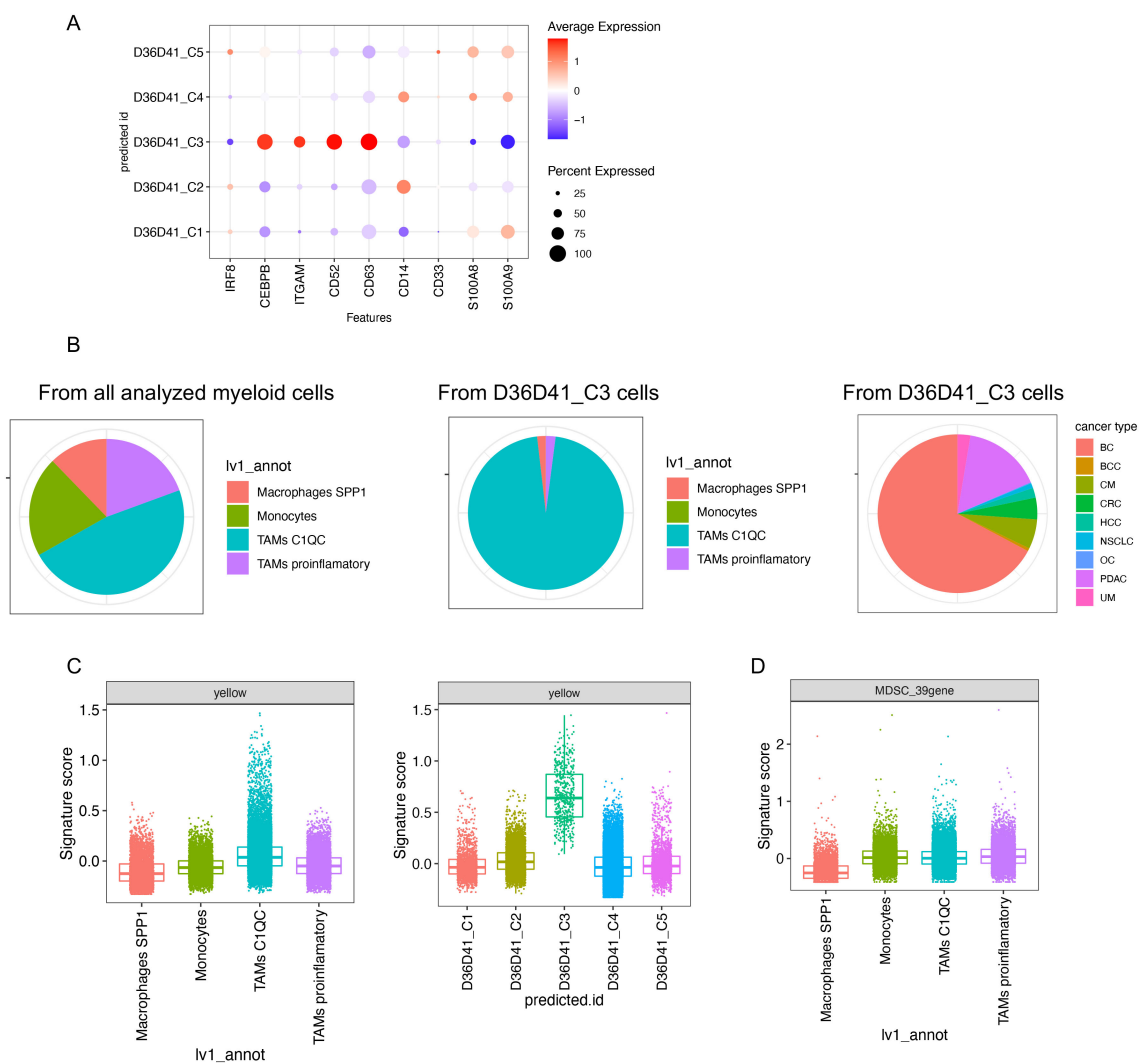 A
D36D41_C5
D36D41_C4
D36D41_C3
D36D41_C2
D36D41_C1
predicted id
IRF8
CEBPB
ITGAM
CD52
CD63
CD14
CD33
S100A8
S100A9
Features
Average Expression
1
0
−1
Percent Expressed
25
50
75
100
B
From all analyzed myeloid cells
lv1_annot
Macrophages SPP1
Monocytes
TAMs C1QC
TAMs proinflamatory
From D36D41_C3 cells
lv1_annot
Macrophages SPP1
Monocytes
TAMs C1QC
TAMs proinflamatory
From D36D41_C3 cells
cancer type
BC
BCC
CM
CRC
HCC
NSCLC
OC
PDAC
UM
C
yellow
Signature score
1.5
1.0
0.5
0.0
Macrophages SPP1
Monocytes
TAMs C1QC
TAMs proinflamatory
lv1_annot
yellow
Signature score
1.5
1.0
0.5
0.0
D36D41_C1
D36D41_C2
D36D41_C3
D36D41_C4
D36D41_C5
predicted.id
D
MDSC_39gene
Signature score
2
1
0
Macrophages SPP1
Monocytes
TAMs C1QC
TAMs proinflamatory
lv1_annot